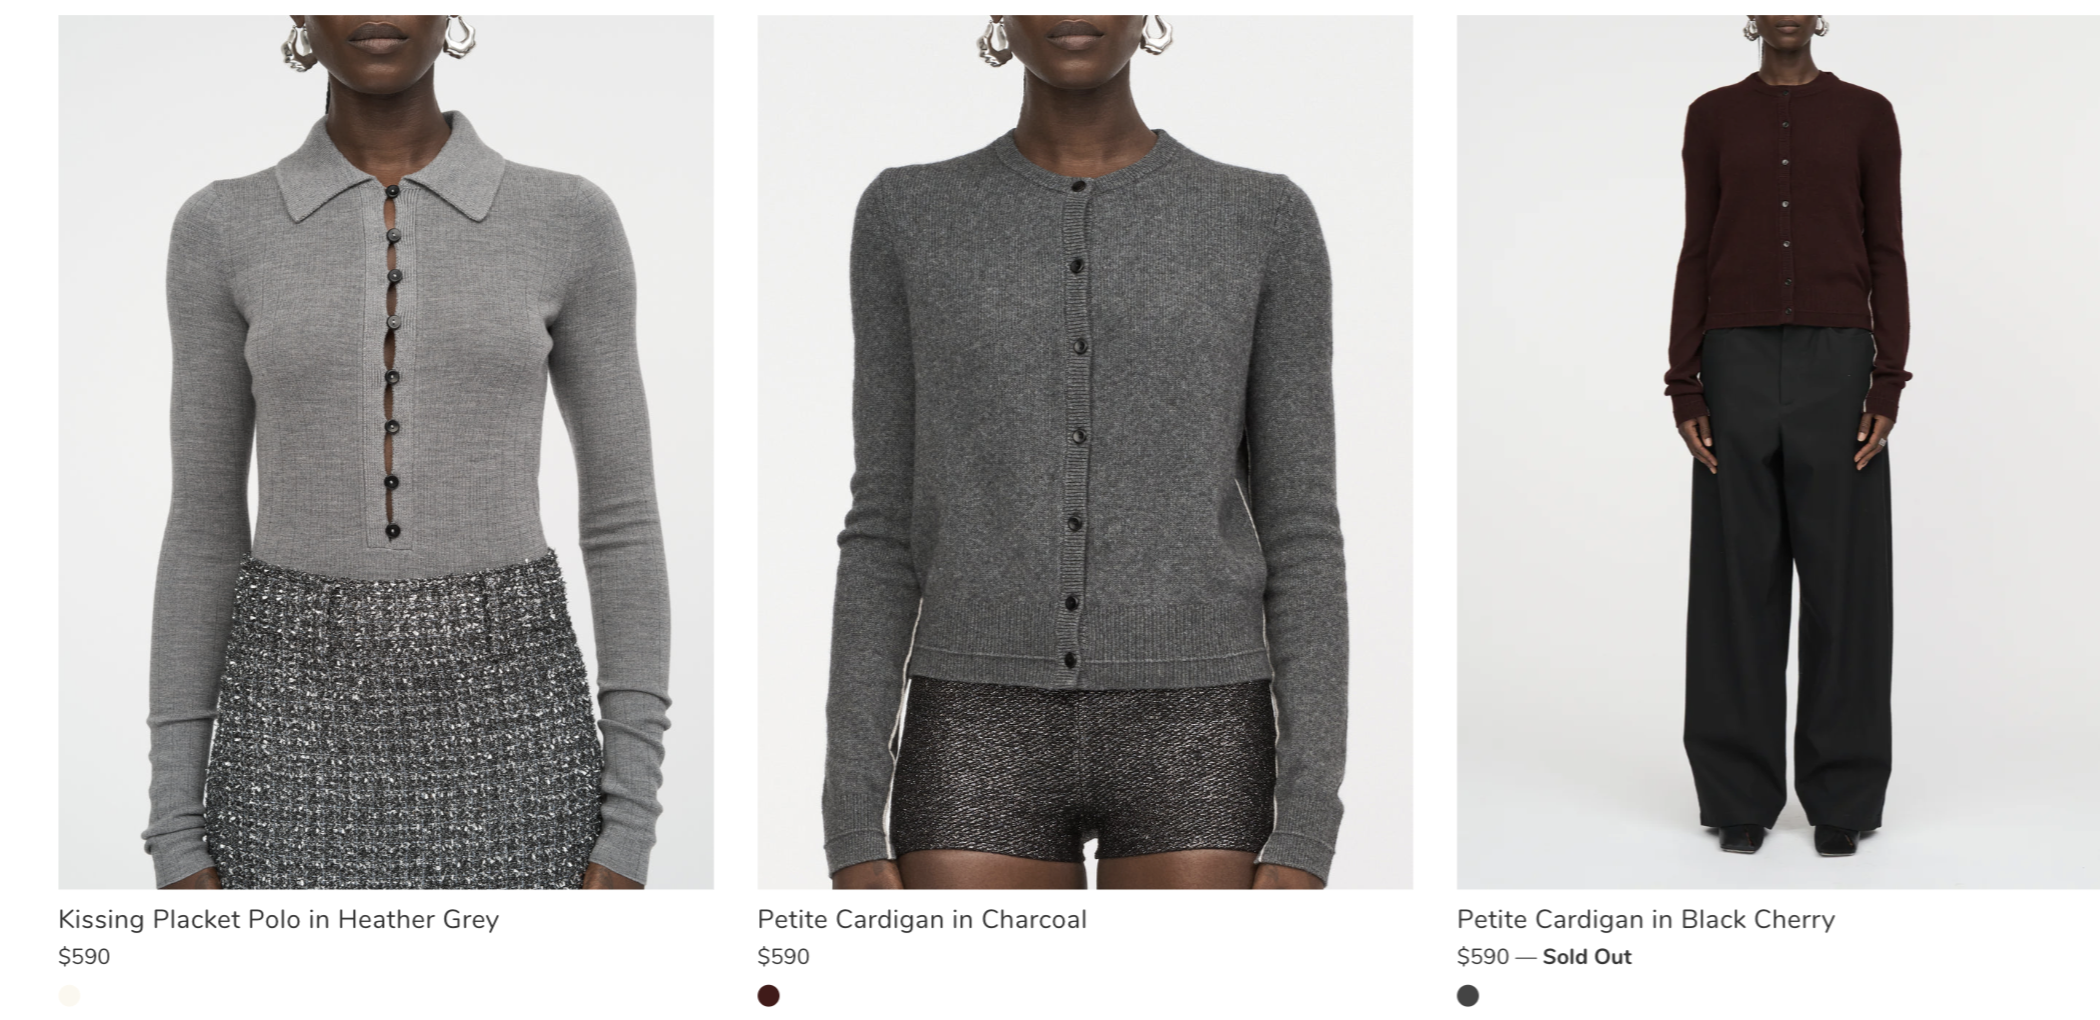 Kissing Placket Polo in Heather Grey
$590
Petite Cardigan in Charcoal
$590
Petite Cardigan in Black Cherry
$590 — Sold Out